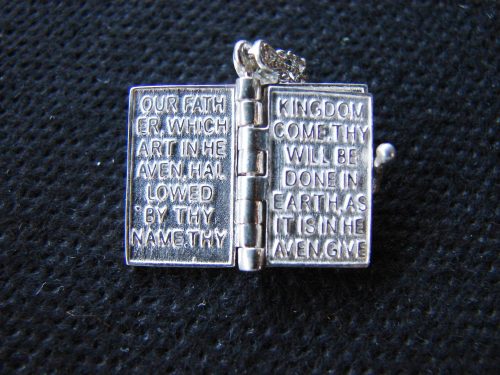 OUR FATH
ER, WHICH
ART IN HE
AVEN, HAL
LOWED
BY THY
NAME. THY
KINGDOM
COME. THY
WILL BE
DONE IN
EARTH, AS
IT IS IN HE
AVEN. GIVE